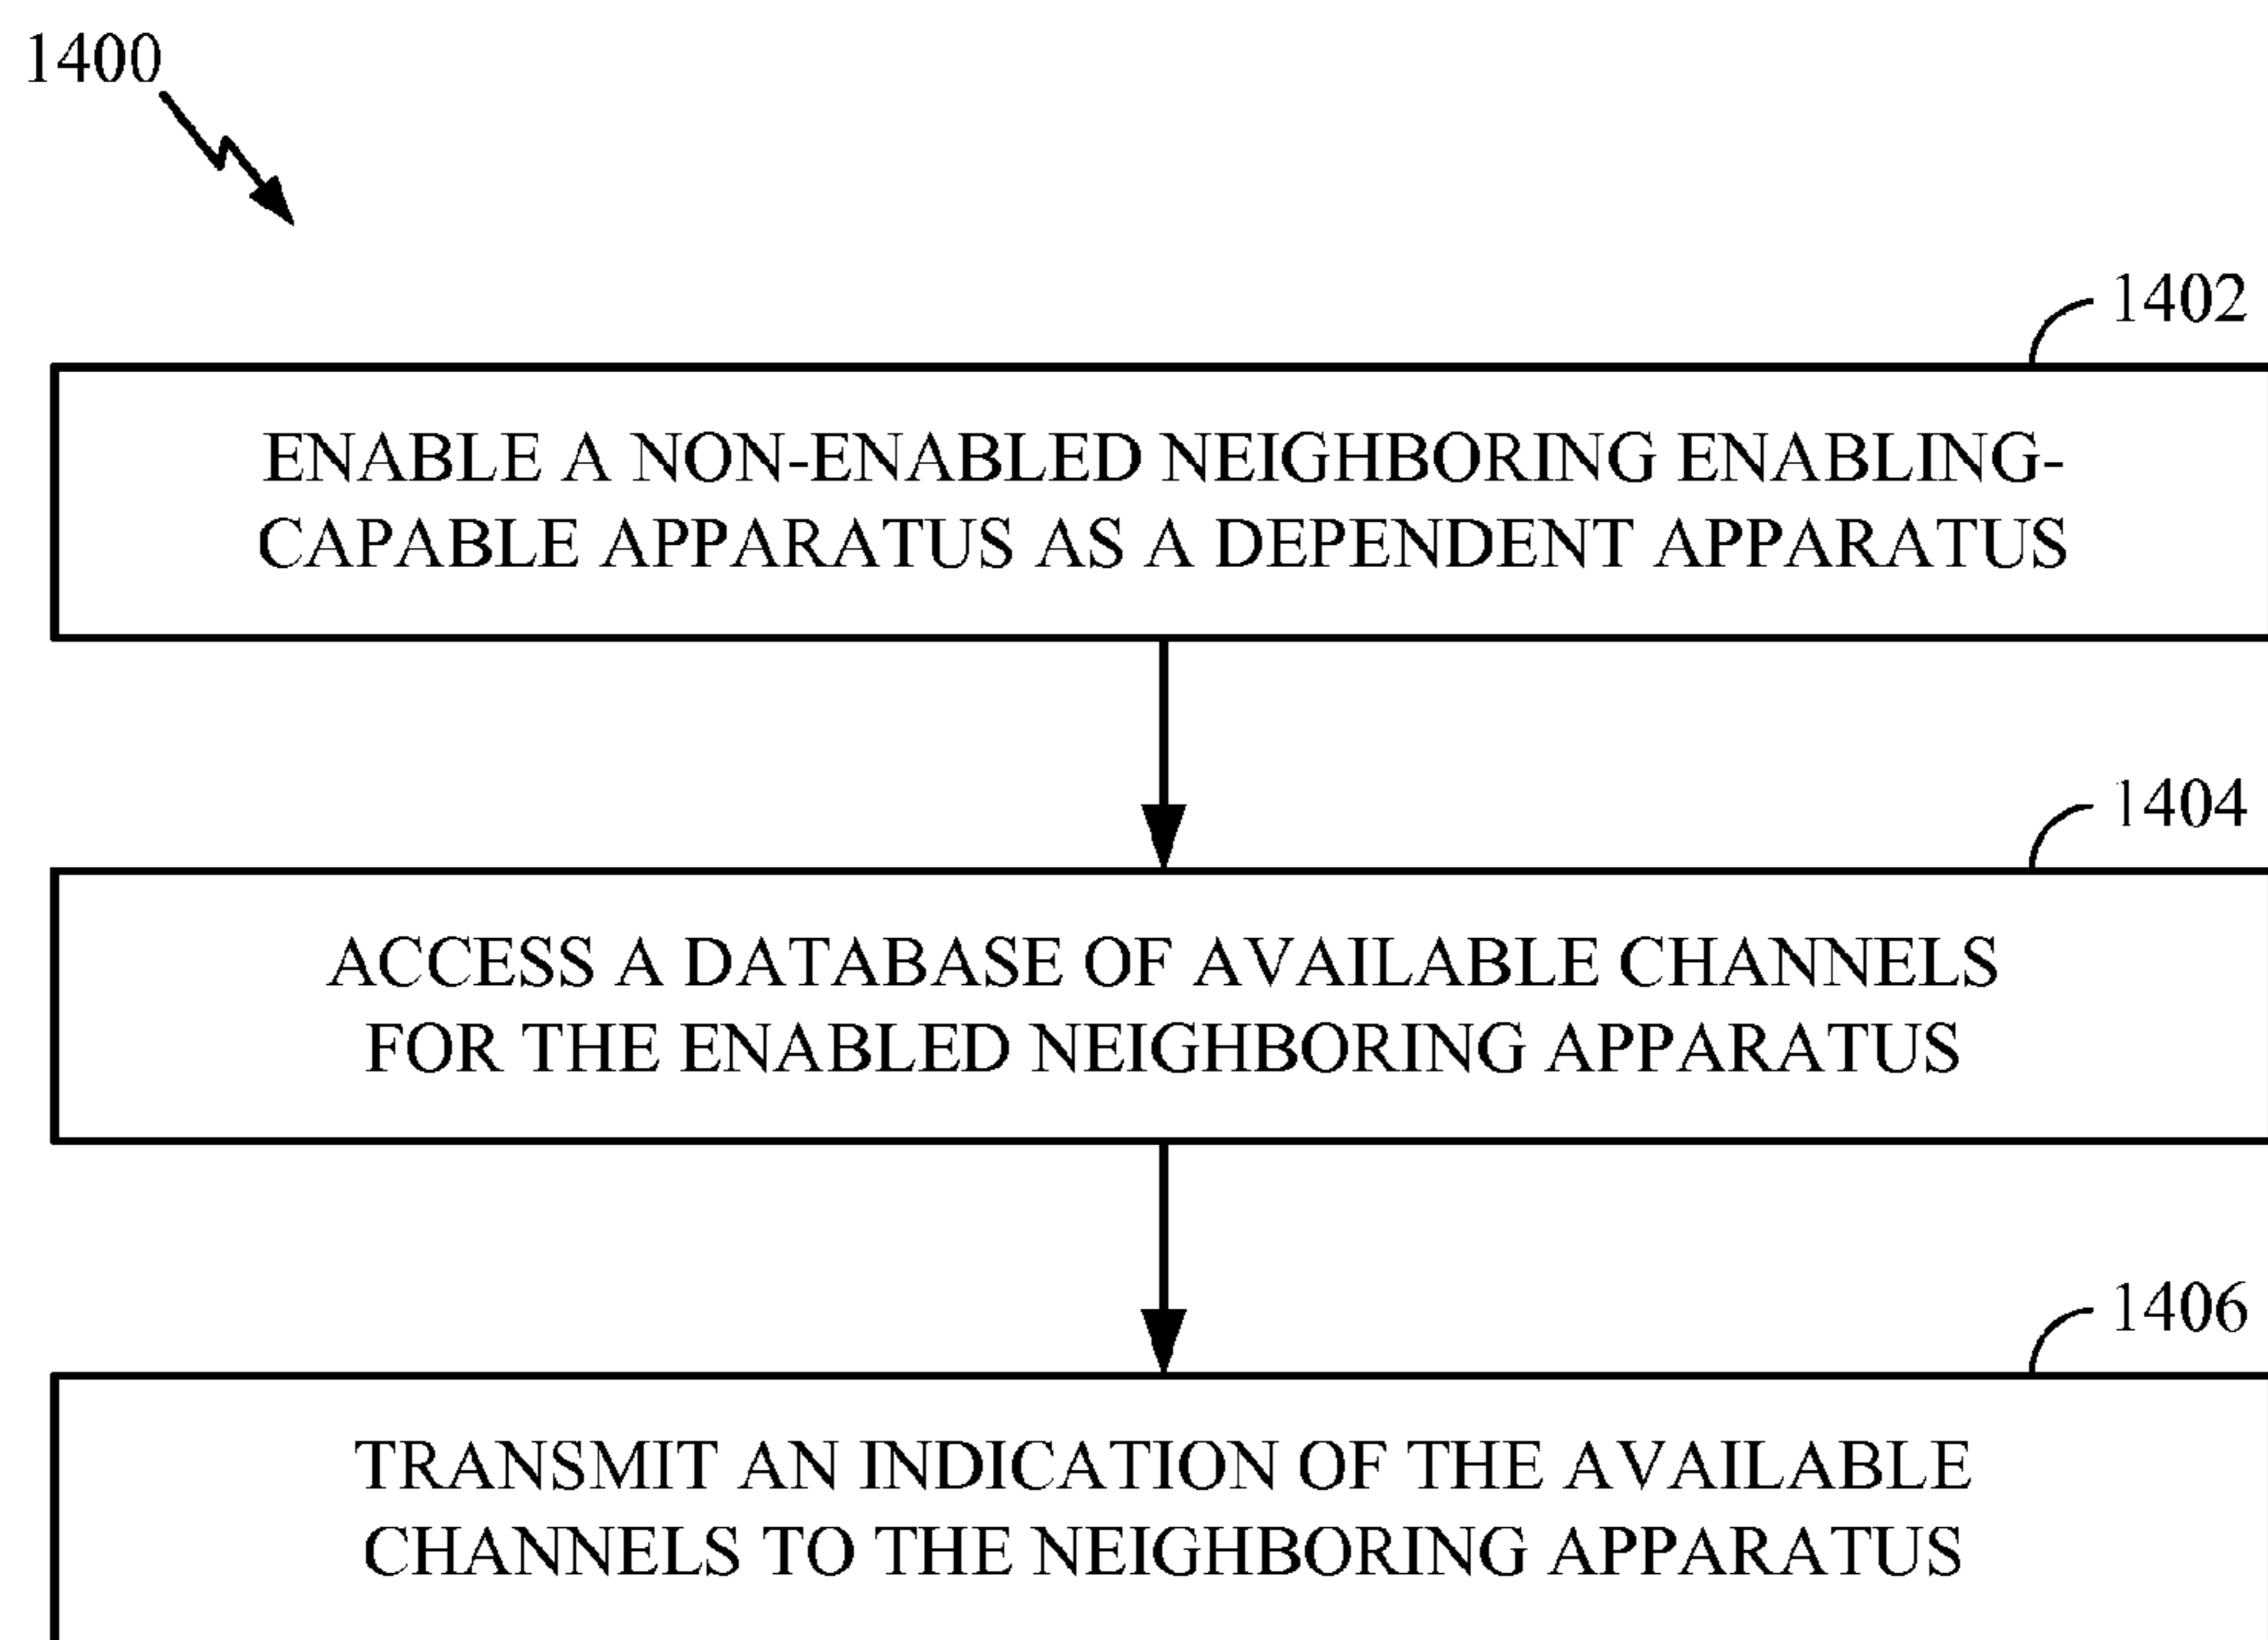 1400
1402
ENABLE A NON-ENABLED NEIGHBORING ENABLING-
CAPABLE APPARATUS AS A DEPENDENT APPARATUS
1404
ACCESS A DATABASE OF AVAILABLE CHANNELS
FOR THE ENABLED NEIGHBORING APPARATUS
1406
TRANSMIT AN INDICATION OF THE AVAILABLE
CHANNELS TO THE NEIGHBORING APPARATUS